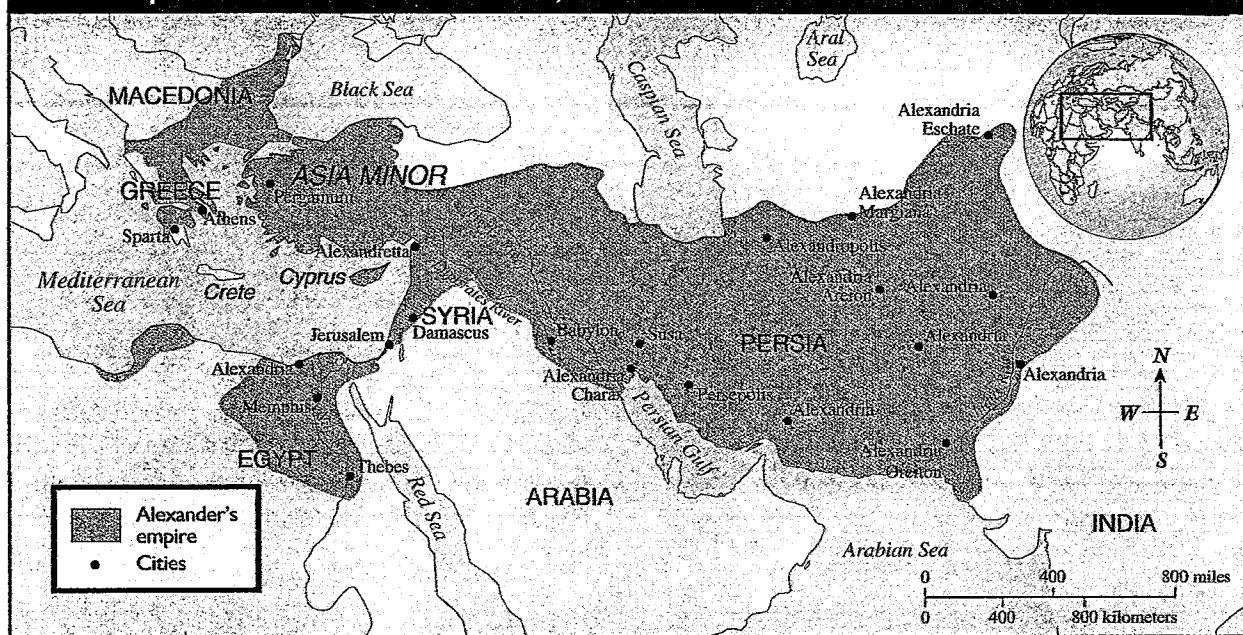 Aral
Sea
Caspian Sea
Black Sea
MACEDONIA
Alexandria
Eschate
ASIA MINOR
GREECE
Pergamum
Alexandria
Margiana
Athens
Sparta
Alexandretta
Alexandropolis
Mediterranean
Sea
Crete
Cyprus
Alexandria
Areion
Alexandria
River
SYRIA
Damascus
Jerusalem
Babylon
Susa
PERSIA
Alexandria
Alexandria
Alexandria
Alexandria
Charax
Persepolis
Memphis
Alexandria
Persian Gulf
N
W
E
S
EGYPT
Thebes
Alexandria
Red Sea
ARABIA
INDIA
Arabian Sea
Alexander's
empire
Cities
0 400 800 miles
0 400 800 kilometers